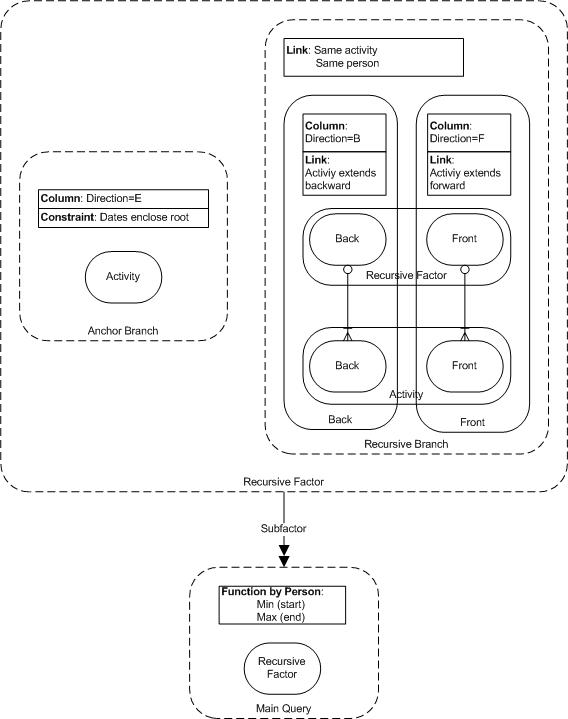 Link: Same activity
Same person
Column:
Direction=B
Link:
Activiy extends
backward
Column:
Direction=F
Link:
Activiy extends
forward
Column: Direction=E
Constraint: Dates enclose root
Activity
Anchor Branch
Back
Front
Recursive Factor
Back
Front
Activity
Back
Front
Recursive Branch
Recursive Factor
Subfactor
Function by Person:
Min (start)
Max (end)
Recursive
Factor
Main Query